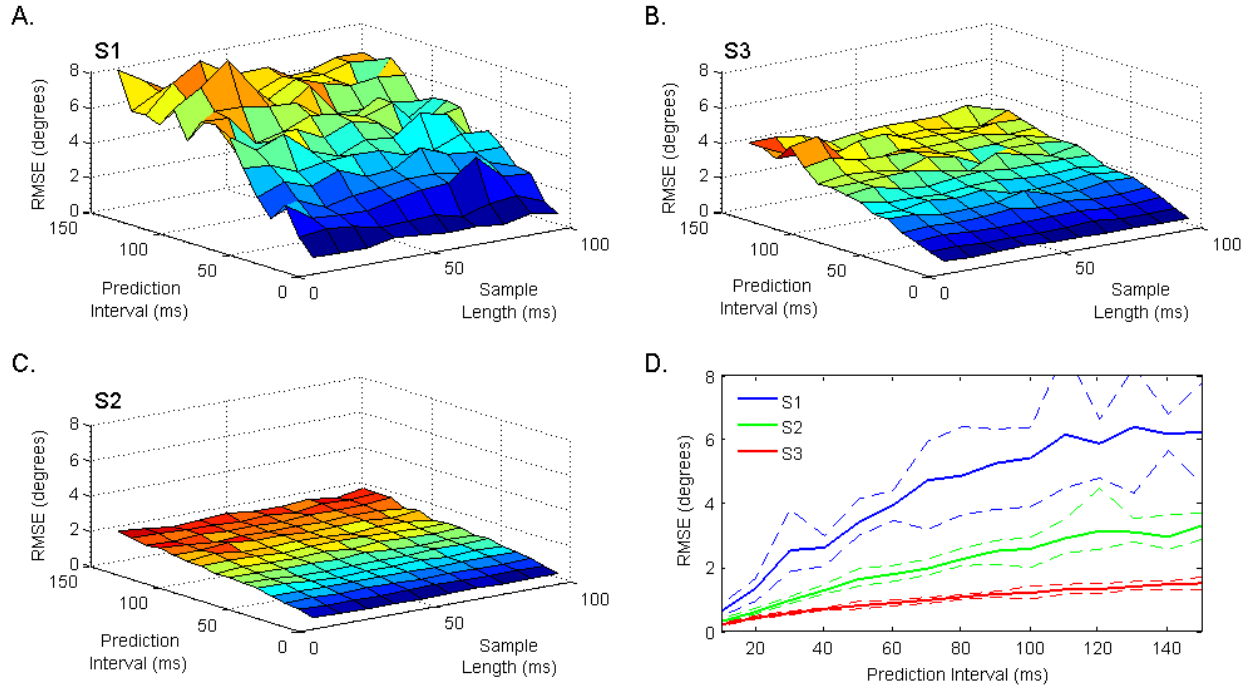 A.
S1
8
6
4
2
0
RMSE (degrees)
150
100
50
0
Prediction
Interval (ms)
0
50
100
Sample
Length (ms)
B.
S3
8
6
4
2
0
RMSE (degrees)
150
100
50
0
Prediction
Interval (ms)
0
50
100
Sample
Length (ms)
C.
S2
8
6
4
2
0
RMSE (degrees)
150
100
50
0
Prediction
Interval (ms)
0
50
100
Sample
Length (ms)
D.
8
6
4
2
0
RMSE (degrees)
S1
S2
S3
20 40 60 80 100 120 140
Prediction Interval (ms)